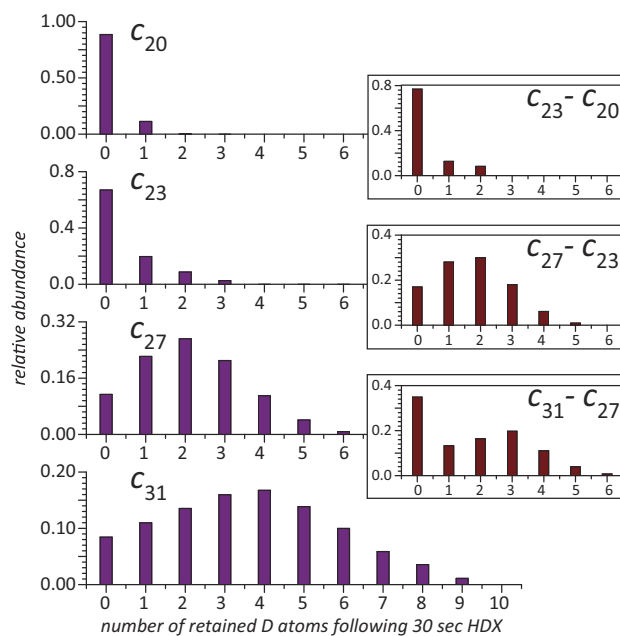 c20
1.00
0.50
0.00
0 1 2 3 4 5 6
c23 - c20
0.8
0.4
0.0
0 1 2 3 4 5 6
c23
0.8
0.4
0.0
0 1 2 3 4 5 6
c27 - c23
0.4
0.2
0.0
0 1 2 3 4 5 6
relative abundance
c27
0.32
0.16
0.00
0 1 2 3 4 5 6
c31 - c27
0.4
0.2
0.0
0 1 2 3 4 5 6
c31
0.20
0.10
0.00
0 1 2 3 4 5 6 7 8 9 10
number of retained D atoms following 30 sec HDX